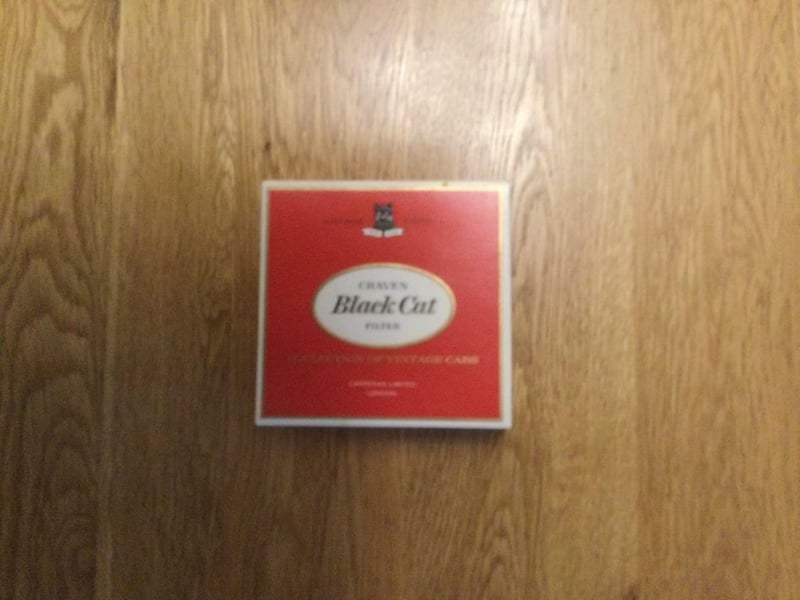 CRAVEN
Black Cat
FILTER
COLLECTION OF VINTAGE CARS
CARRERAS LIMITED
LONDON